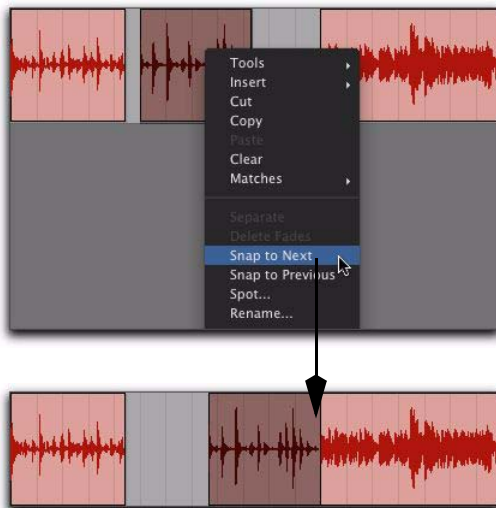 Tools
Insert
Cut
Copy
Paste
Clear
Matches
Separate
Delete Fades
Snap to Next
Snap to Previous
Spot...
Rename...